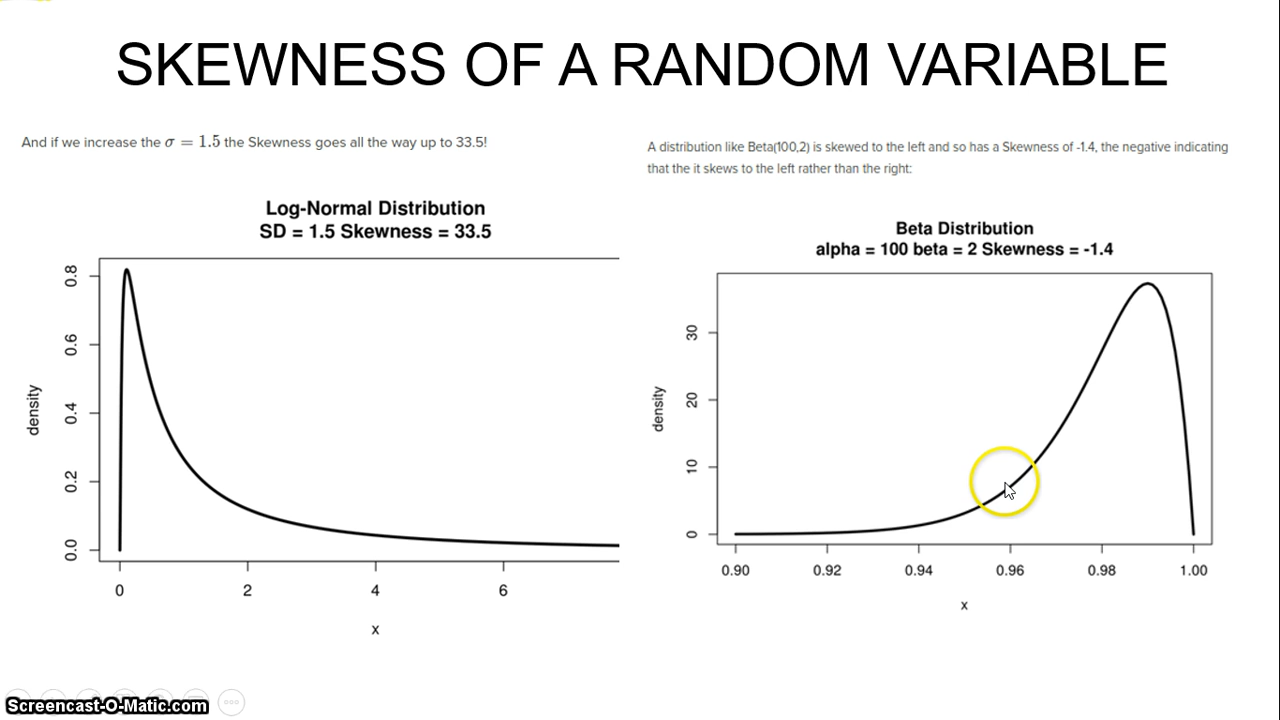 SKEWNESS OF A RANDOM VARIABLE
And if we increase the σ = 1.5 the Skewness goes all the way up to 33.5!
Log-Normal Distribution
SD = 1.5 Skewness = 33.5
density
0.8
0.6
0.4
0.2
0.0
0
2
4
6
x
A distribution like Beta(100,2) is skewed to the left and so has a Skewness of -1.4, the negative indicating
that the it skews to the left rather than the right:
Beta Distribution
alpha = 100 beta = 2 Skewness = -1.4
density
30
20
10
0
0.90
0.92
0.94
0.96
0.98
1.00
x
Screencast-O-Matic.com